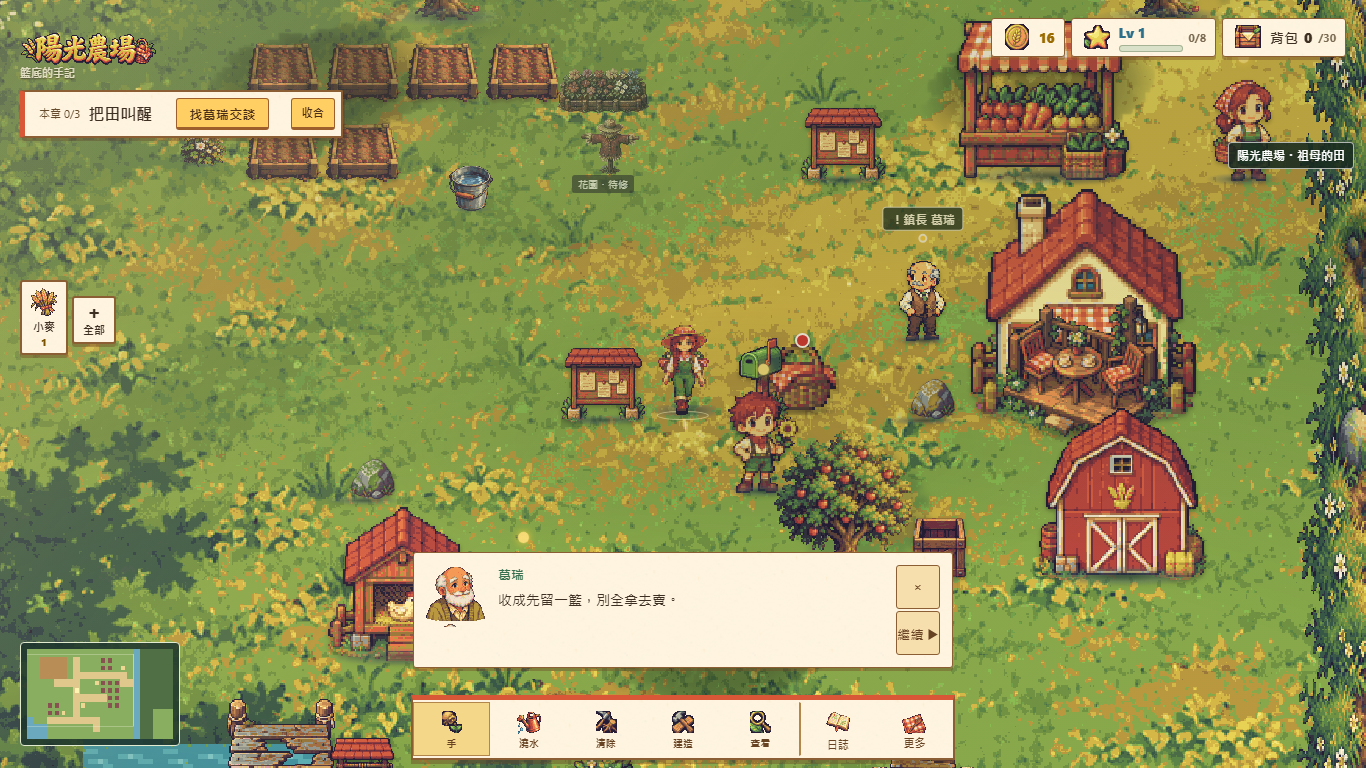 陽光農場
籃底的手記
本章 0/3 把田叫醒 找葛瑞交談 收合
16
Lv 1 0/8
背包 0 /30
陽光農場・祖母的田
花圃・待修
！鎮長 葛瑞
小麥
1
+
全部
葛瑞
收成先留一籃，別全拿去賣。
×
繼續 ▶
手 澆水 清除 建造 查看 日誌 更多